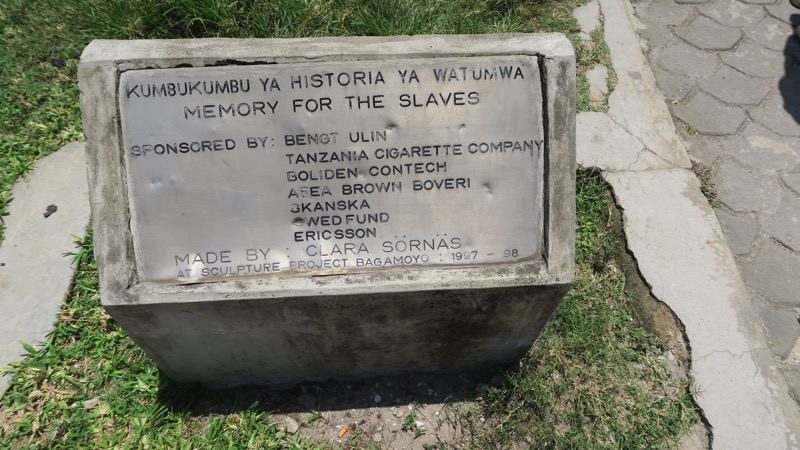 KUMBUKUMBU YA HISTORIA YA WATUMWA
MEMORY FOR THE SLAVES
SPONSORED BY: BENGT ULIN
TANZANIA CIGARETTE COMPANY
BOLIDEN CONTECH
ASEA BROWN BOVERI
SKANSKA
SWEDFUND
ERICSSON
MADE BY : CLARA SÖRNÄS
AT SCULPTURE PROJECT BAGAMOYO : 1997 - 98